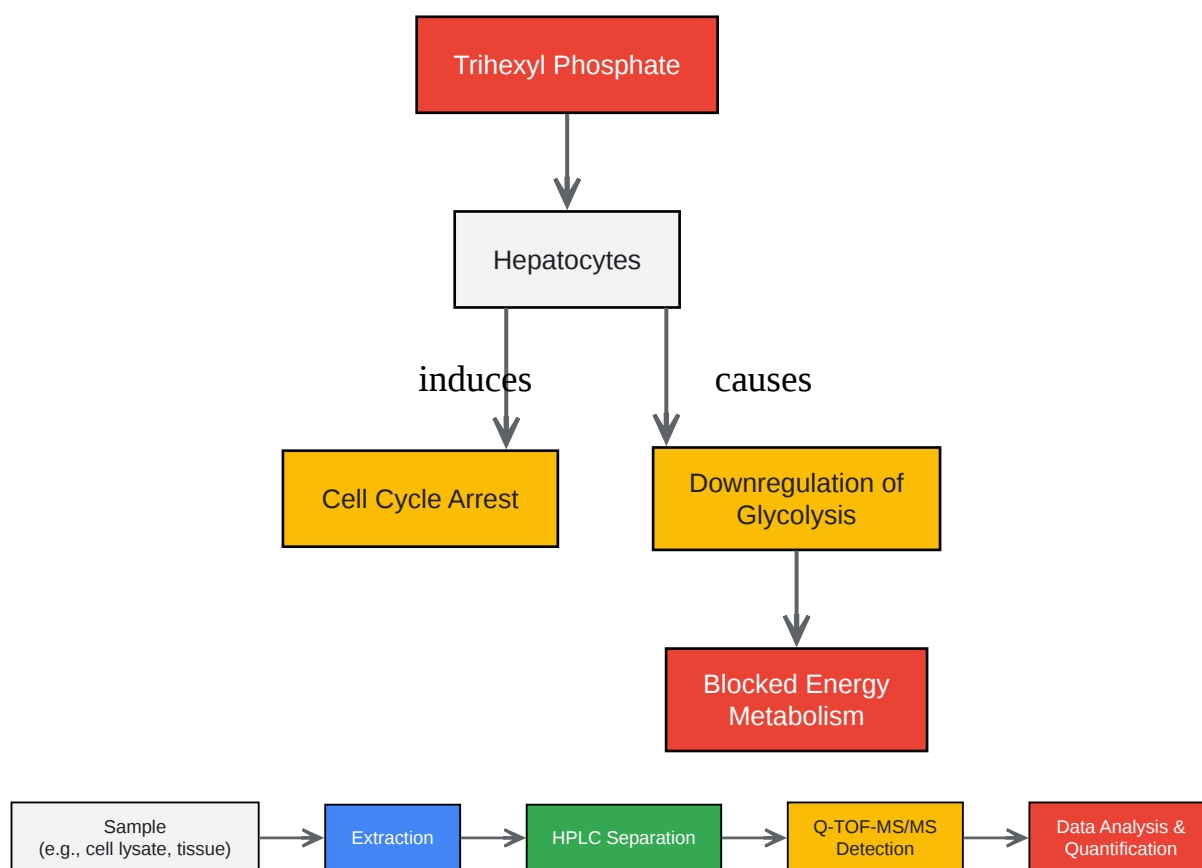 Trihexyl Phosphate
Hepatocytes
induces
causes
Cell Cycle Arrest
Downregulation of
Glycolysis
Blocked Energy
Metabolism
Sample
(e.g., cell lysate, tissue)
Extraction
HPLC Separation
Q-TOF-MS/MS
Detection
Data Analysis &
Quantification